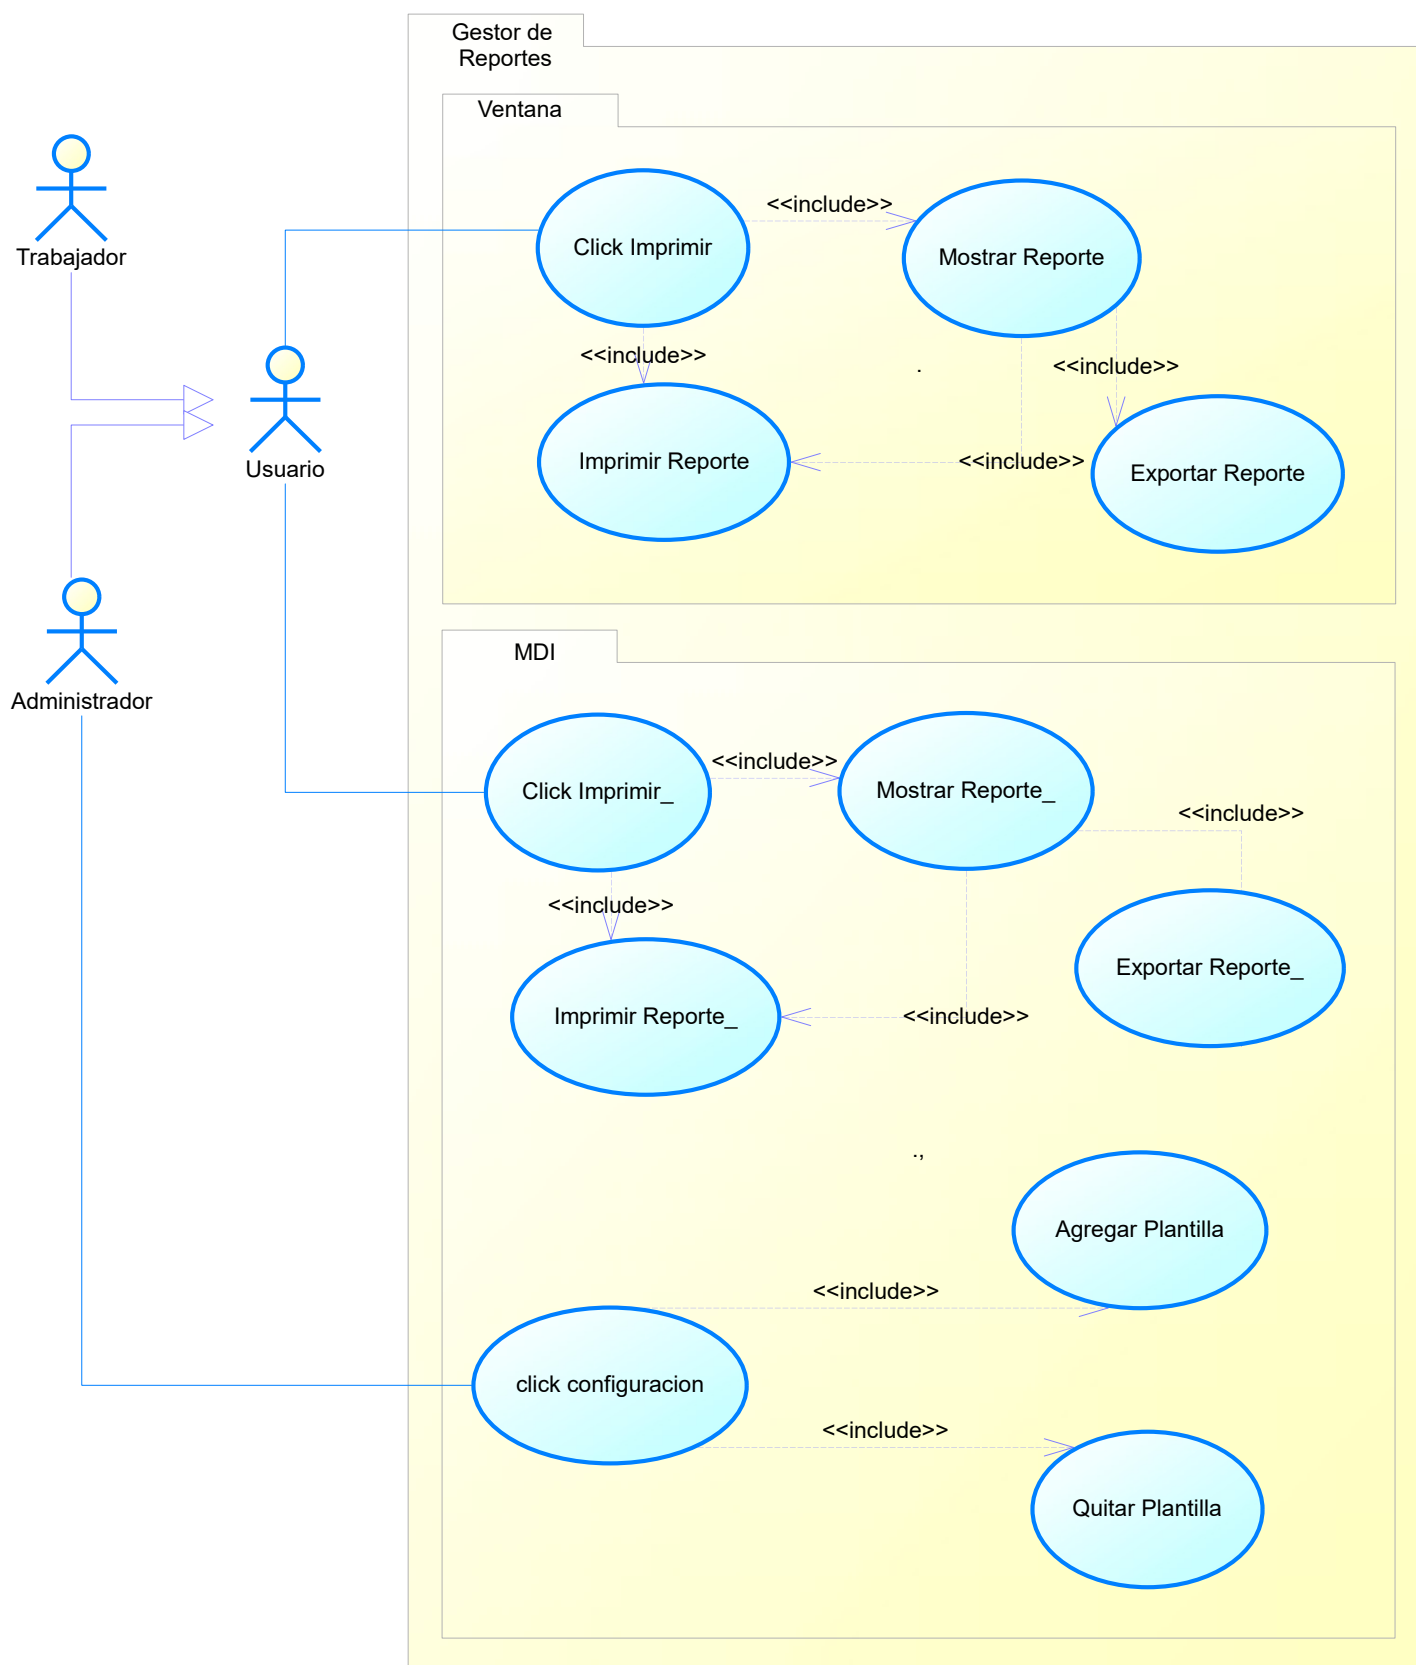 Gestor de
Reportes
Ventana
Trabajador
<<include>>
Click Imprimir
Mostrar Reporte
<<include>>
.
<<include>>
Usuario
Imprimir Reporte
<<include>>
Exportar Reporte
MDI
Administrador
<<include>>
Click Imprimir_
Mostrar Reporte_
<<include>>
<<include>>
Exportar Reporte_
Imprimir Reporte_
<<include>>
.,
Agregar Plantilla
<<include>>
click configuracion
<<include>>
Quitar Plantilla